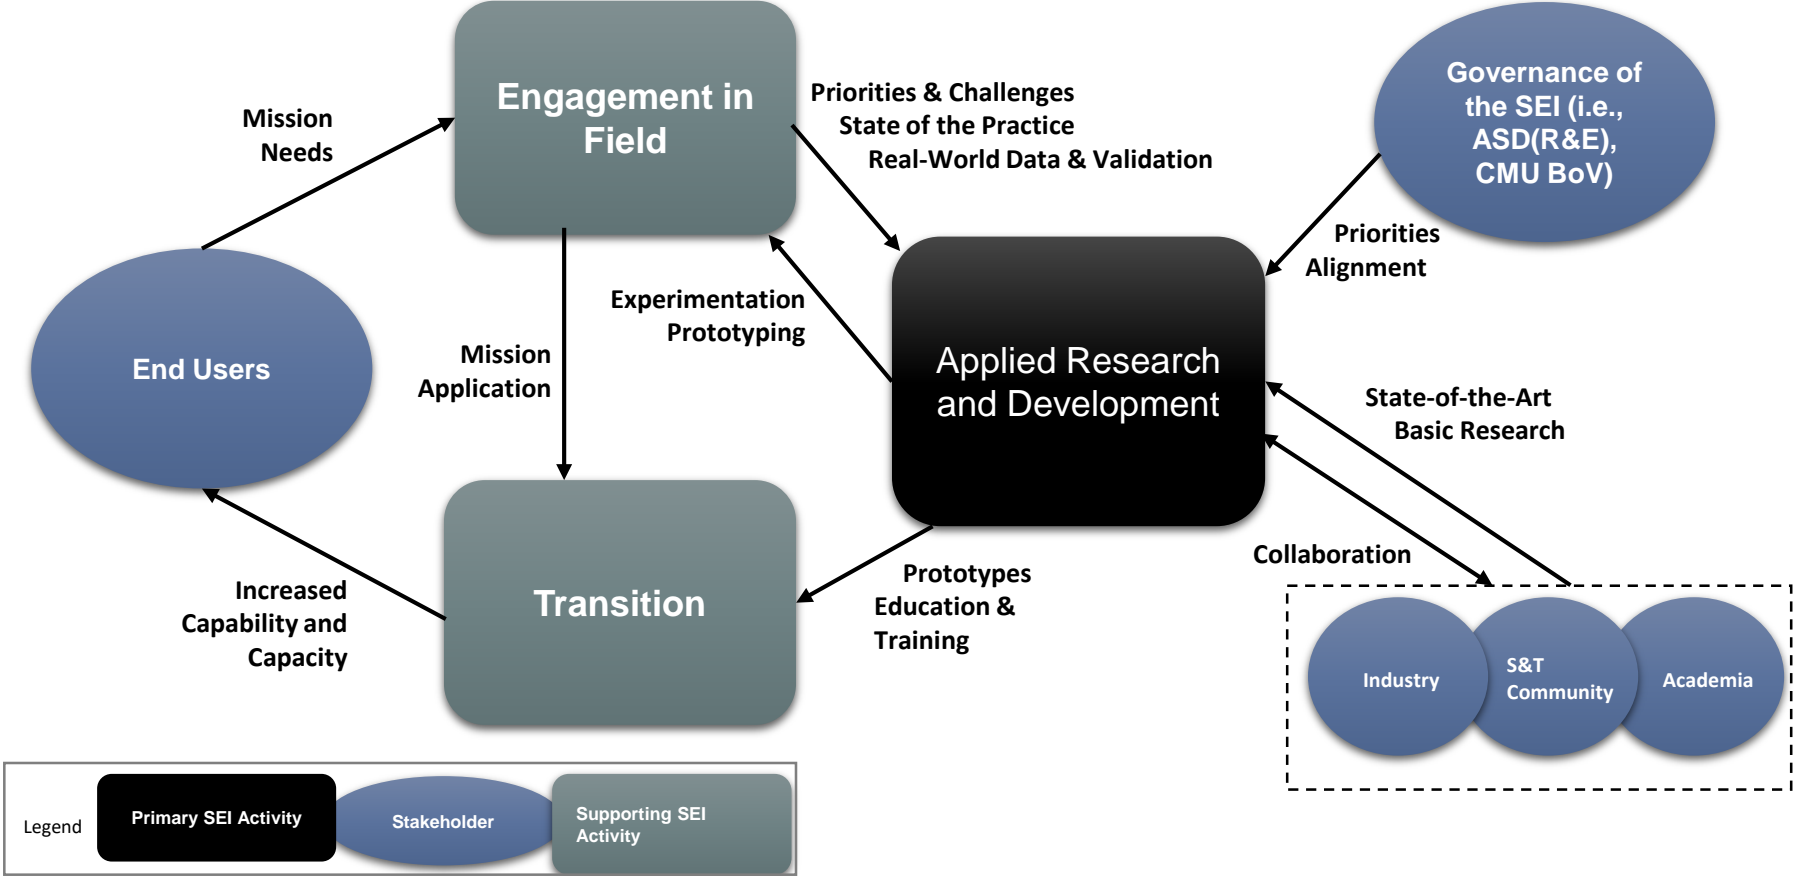 Engagement in
Field
Mission
Needs
Priorities & Challenges
State of the Practice
Real-World Data & Validation
Governance of
the SEI (i.e.,
ASD(R&E),
CMU BoV)
Priorities
Alignment
Experimentation
Prototyping
Mission
Application
End Users
Applied Research
and Development
State-of-the-Art
Basic Research
Collaboration
Increased
Capability and
Capacity
Transition
Prototypes
Education &
Training
Industry
S&T
Community
Academia
Legend
Primary SEI Activity
Stakeholder
Supporting SEI
Activity